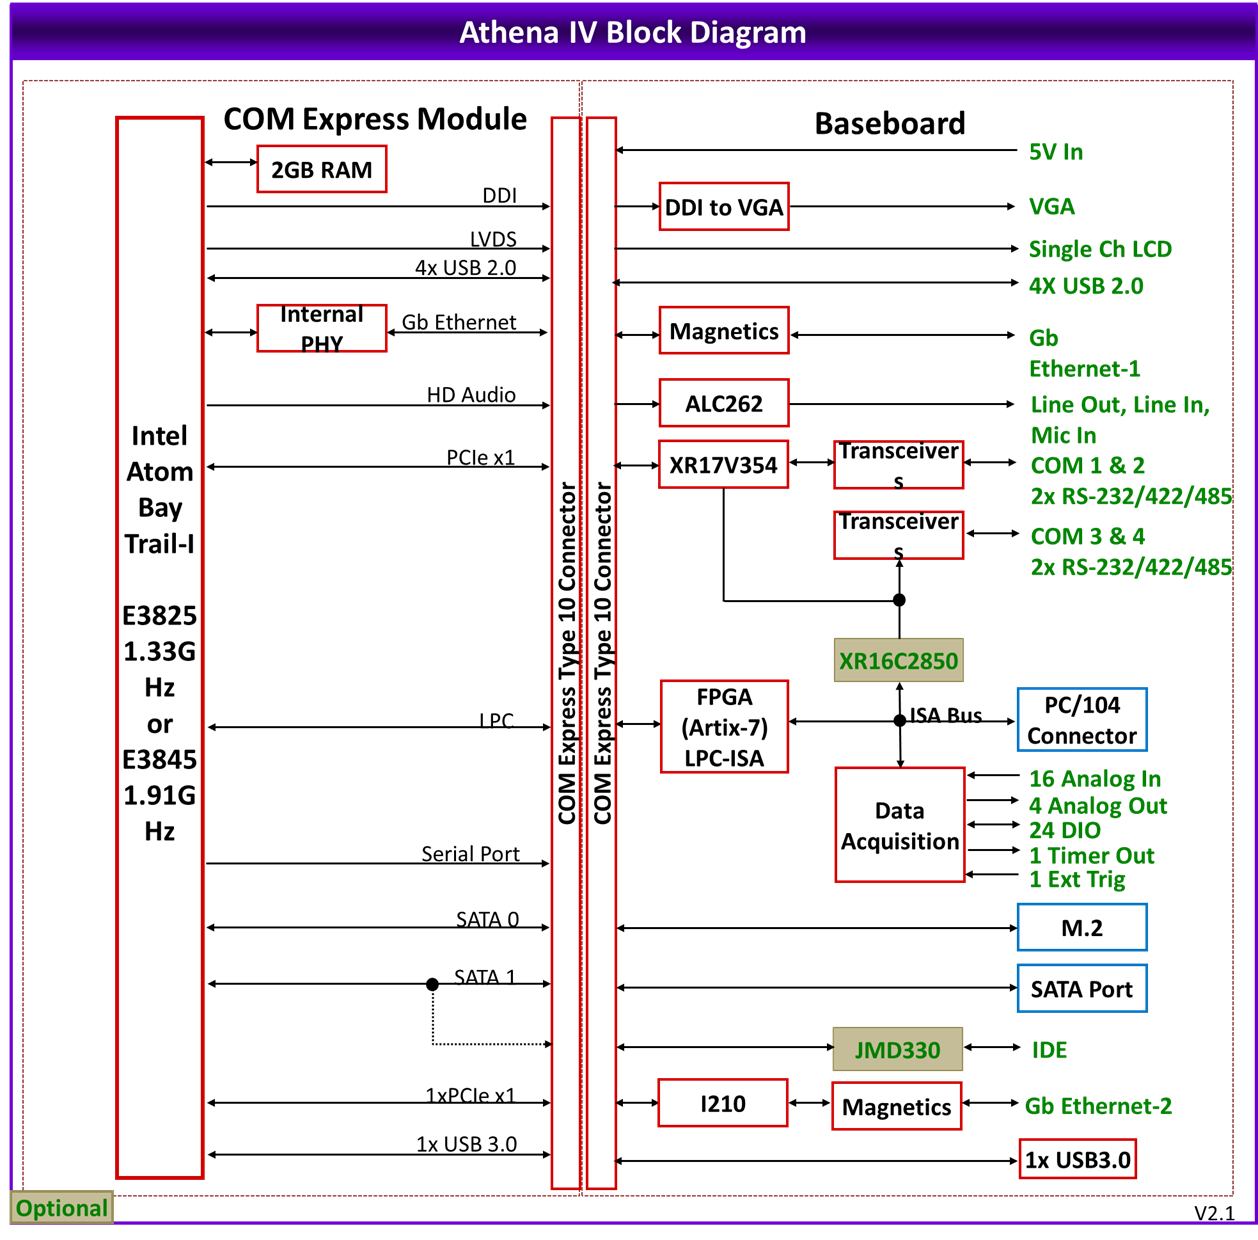 Athena IV Block Diagram
COM Express Module
Baseboard
Intel
Atom
Bay
Trail-I
E3825
1.33G
Hz
or
E3845
1.91G
Hz
2GB RAM
DDI
LVDS
4x USB 2.0
Internal
PHY
Gb Ethernet
HD Audio
PCIe x1
LPC
Serial Port
SATA 0
SATA 1
1xPCIe x1
1x USB 3.0
COM Express Type 10 Connector
COM Express Type 10 Connector
5V In
DDI to VGA
VGA
Single Ch LCD
4X USB 2.0
Magnetics
Gb
Ethernet-1
ALC262
Line Out, Line In,
Mic In
XR17V354
Transceiver
s
COM 1 & 2
2x RS-232/422/485
Transceiver
s
COM 3 & 4
2x RS-232/422/485
XR16C2850
FPGA
(Artix-7)
LPC-ISA
ISA Bus
PC/104
Connector
Data
Acquisition
16 Analog In
4 Analog Out
24 DIO
1 Timer Out
1 Ext Trig
M.2
SATA Port
JMD330
IDE
I210
Magnetics
Gb Ethernet-2
1x USB3.0
Optional
V2.1